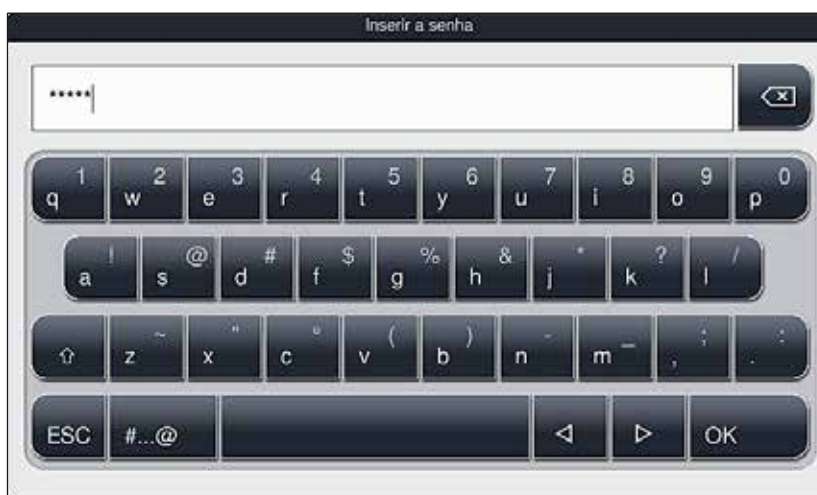 Inserir a senha
*****
1 2 3 4 5 6 7 8 9 0
q w e r t y u i o p
! @ # $ % & * ? /
a s d f g h j k l
~ " º ( ) - _ ; :
z x c v b n m , .
ESC #...@ OK